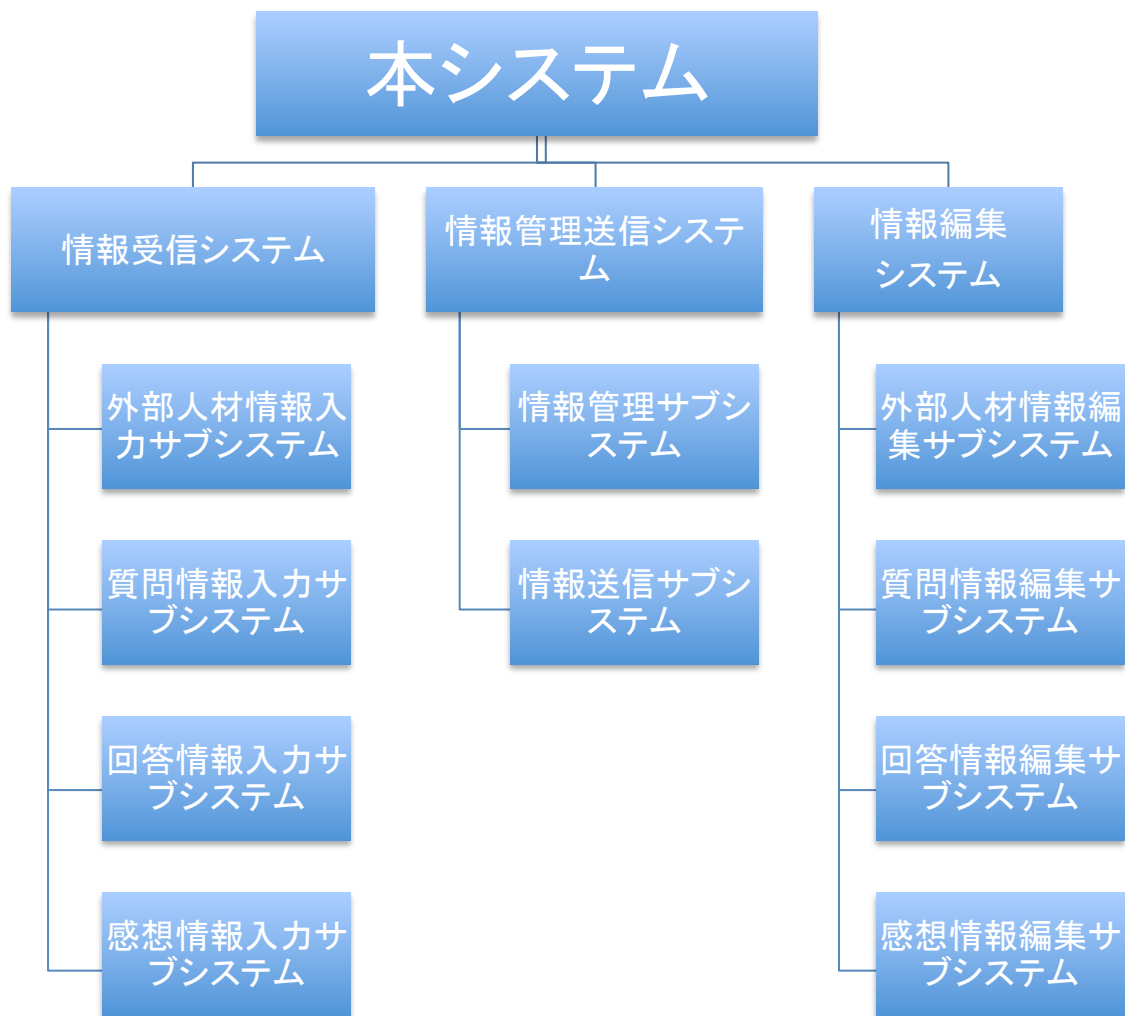 本システム
情報受信システム
情報管理送信システ
ム
情報編集
システム
外部人材情報入
力サブシステム
質問情報入力サ
ブシステム
回答情報入力サ
ブシステム
感想情報入力サ
ブシステム
情報管理サブシ
ステム
情報送信サブシ
ステム
外部人材情報編
集サブシステム
質問情報編集サ
ブシステム
回答情報編集サ
ブシステム
感想情報編集サ
ブシステム